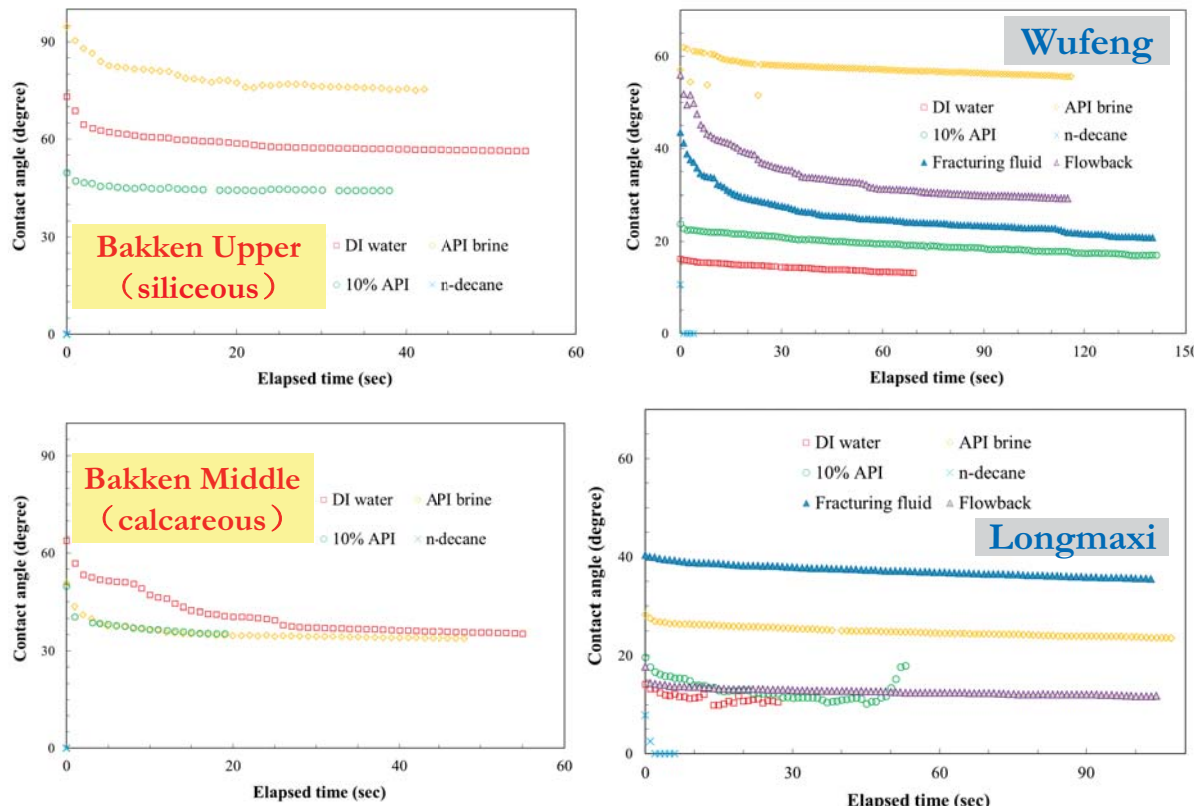 Contact angle (degree)
90
60
30
0
Bakken Upper
（siliceous）
DI water
API brine
10% API
n-decane
0
20
40
60
Elapsed time (sec)
Contact angle (degree)
60
40
20
0
Wufeng
DI water
API brine
10% API
n-decane
Fracturing fluid
Flowback
0
30
60
90
120
150
Elapsed time (sec)
Contact angle (degree)
90
60
30
0
Bakken Middle
（calcareous）
DI water
API brine
10% API
n-decane
0
20
40
60
Elapsed time (sec)
Contact angle (degree)
60
40
20
0
DI water
API brine
10% API
n-decane
Fracturing fluid
Flowback
Longmaxi
0
30
60
90
Elapsed time (sec)